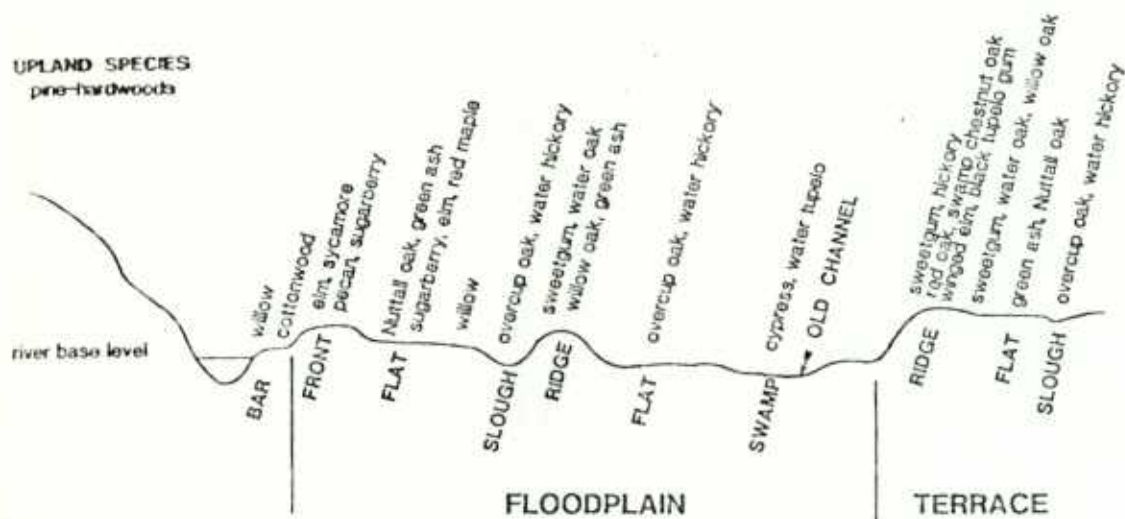 UPLAND SPECIES
pine-hardwoods
river base level
willow
cottonwood
elm, sycamore
pecan, sugarberry
Nuttall oak, green ash
sugarberry, elm, red maple
willow
overcup oak, water hickory
sweetgum, water oak
willow oak, green ash
overcup oak, water hickory
cypress, water tupelo
OLD CHANNEL
sweetgum, hickory
red oak, swamp chestnut oak
winged elm, black tupelo gum
sweetgum, water oak, willow oak
green ash, Nuttall oak
overcup oak, water hickory
BAR
FRONT
FLAT
SLOUGH
RIDGE
FLAT
SWAMP
RIDGE
FLAT
SLOUGH
FLOODPLAIN
TERRACE